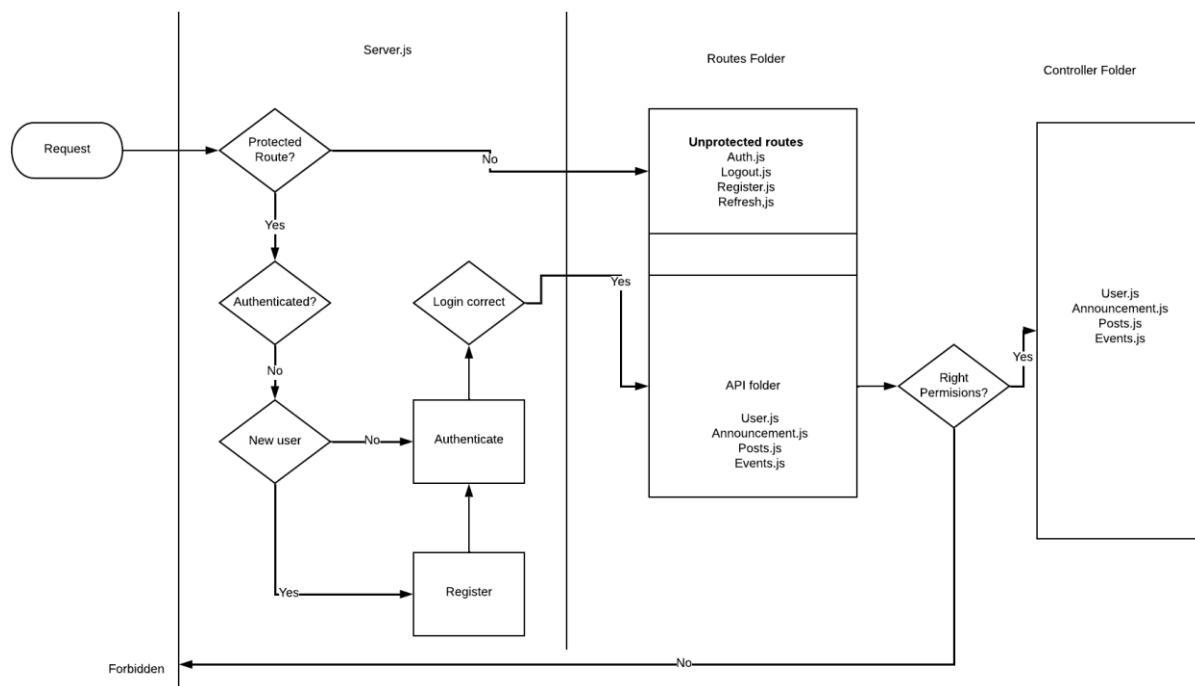 Server.js
Routes Folder
Controller Folder
Request
Protected
Route?
No
Unprotected routes
Auth.js
Logout.js
Register.js
Refresh,js
Yes
Authenticated?
Login correct
Yes
No
New user
No
Authenticate
API folder
User.js
Announcement.js
Posts.js
Events.js
Right
Permisions?
Yes
User.js
Announcement.js
Posts.js
Events.js
Yes
Register
No
Forbidden